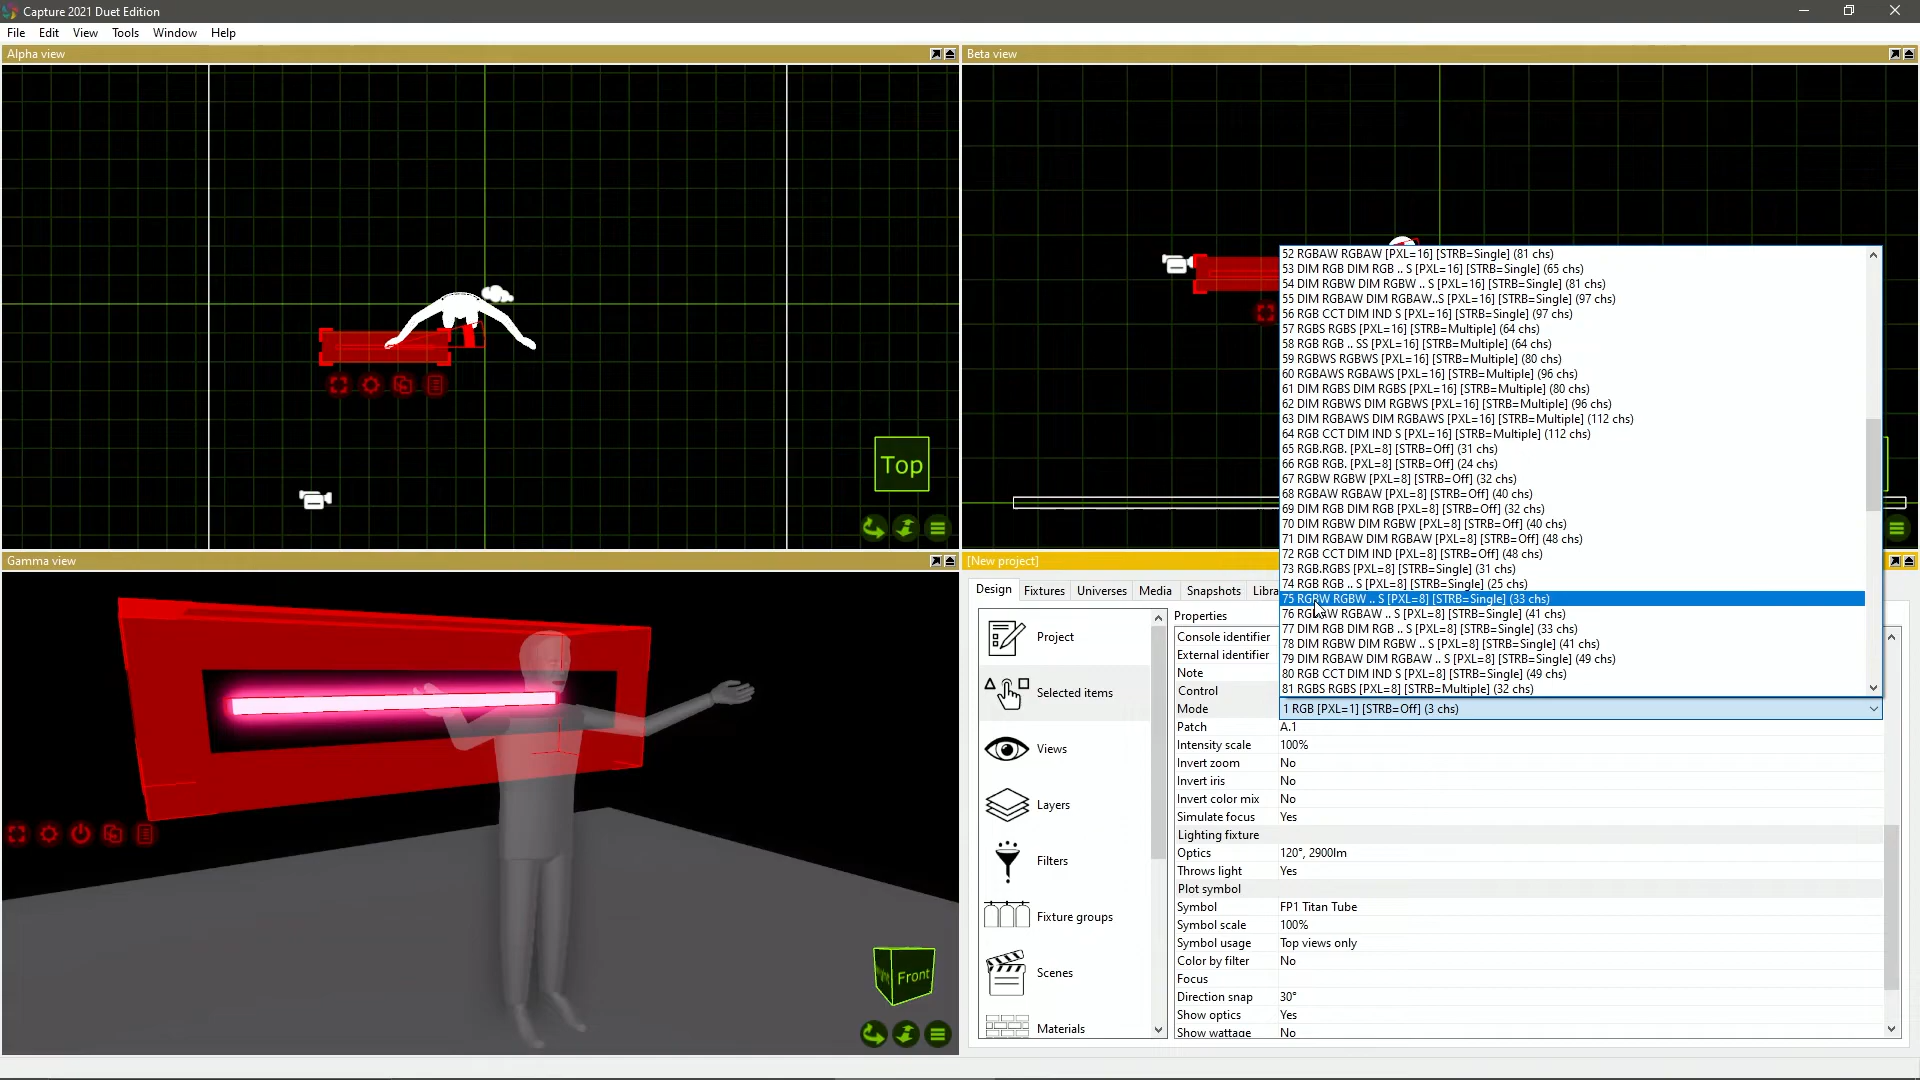 Capture 2021 Duet Edition
File Edit View Tools Window Help
Alpha view
Beta view
Top
Gamma view
Front
[New project]
Design Fixtures Universes Media Snapshots Libra
Project
Selected items
Views
Layers
Filters
Fixture groups
Scenes
Materials
Properties
Console identifier
External identifier
Note
Control
Mode 1 RGB [PXL=1] [STRB=Off] (3 chs)
Patch A.1
Intensity scale 100%
Invert zoom No
Invert iris No
Invert color mix No
Simulate focus Yes
Lighting fixture
Optics 120°, 2900lm
Throws light Yes
Plot symbol
Symbol FP1 Titan Tube
Symbol scale 100%
Symbol usage Top views only
Color by filter No
Focus
Direction snap 30°
Show optics Yes
Show wattage No
52 RGBAW RGBAW [PXL=16] [STRB=Single] (81 chs)
53 DIM RGB DIM RGB .. S [PXL=16] [STRB=Single] (65 chs)
54 DIM RGBW DIM RGBW .. S [PXL=16] [STRB=Single] (81 chs)
55 DIM RGBAW DIM RGBAW..S [PXL=16] [STRB=Single] (97 chs)
56 RGB CCT DIM IND S [PXL=16] [STRB=Single] (97 chs)
57 RGBS RGBS [PXL=16] [STRB=Multiple] (64 chs)
58 RGB RGB .. SS [PXL=16] [STRB=Multiple] (64 chs)
59 RGBWS RGBWS [PXL=16] [STRB=Multiple] (80 chs)
60 RGBAWS RGBAWS [PXL=16] [STRB=Multiple] (96 chs)
61 DIM RGBS DIM RGBS [PXL=16] [STRB=Multiple] (80 chs)
62 DIM RGBWS DIM RGBWS [PXL=16] [STRB=Multiple] (96 chs)
63 DIM RGBAWS DIM RGBAWS [PXL=16] [STRB=Multiple] (112 chs)
64 RGB CCT DIM IND S [PXL=16] [STRB=Multiple] (112 chs)
65 RGB.RGB. [PXL=8] [STRB=Off] (31 chs)
66 RGB RGB. [PXL=8] [STRB=Off] (24 chs)
67 RGBW RGBW [PXL=8] [STRB=Off] (32 chs)
68 RGBAW RGBAW [PXL=8] [STRB=Off] (40 chs)
69 DIM RGB DIM RGB [PXL=8] [STRB=Off] (32 chs)
70 DIM RGBW DIM RGBW [PXL=8] [STRB=Off] (40 chs)
71 DIM RGBAW DIM RGBAW [PXL=8] [STRB=Off] (48 chs)
72 RGB CCT DIM IND [PXL=8] [STRB=Off] (48 chs)
73 RGB.RGBS [PXL=8] [STRB=Single] (31 chs)
74 RGB RGB .. S [PXL=8] [STRB=Single] (25 chs)
75 RGBW RGBW .. S [PXL=8] [STRB=Single] (33 chs)
76 RGBAW RGBAW .. S [PXL=8] [STRB=Single] (41 chs)
77 DIM RGB DIM RGB .. S [PXL=8] [STRB=Single] (33 chs)
78 DIM RGBW DIM RGBW .. S [PXL=8] [STRB=Single] (41 chs)
79 DIM RGBAW DIM RGBAW .. S [PXL=8] [STRB=Single] (49 chs)
80 RGB CCT DIM IND S [PXL=8] [STRB=Single] (49 chs)
81 RGBS RGBS [PXL=8] [STRB=Multiple] (32 chs)